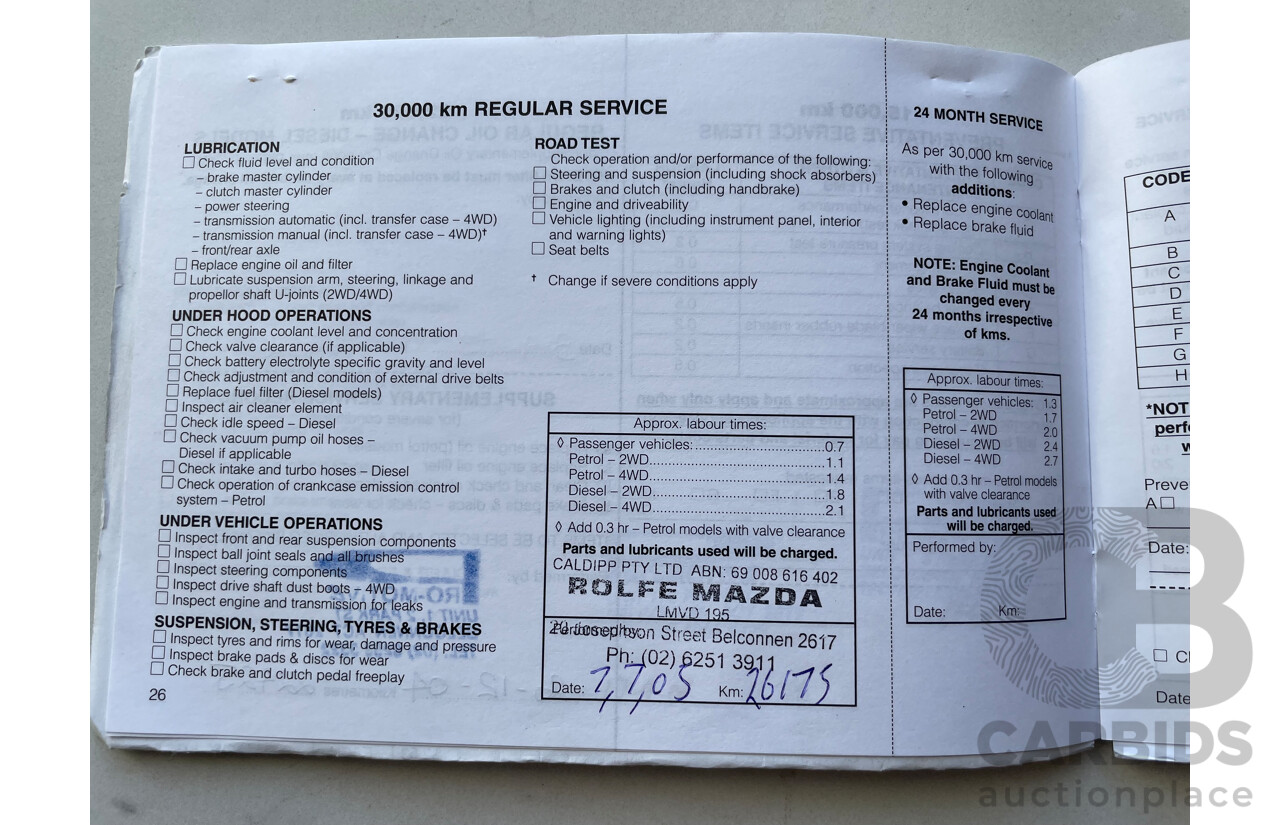 30,000 km REGULAR SERVICE
LUBRICATION
Check fluid level and condition
– brake master cylinder
– clutch master cylinder
– power steering
– transmission automatic (incl. transfer case – 4WD)
– transmission manual (incl. transfer case – 4WD)†
– front/rear axle
Replace engine oil and filter
Lubricate suspension arm, steering, linkage and
propellor shaft U-joints (2WD/4WD)
UNDER HOOD OPERATIONS
Check engine coolant level and concentration
Check valve clearance (if applicable)
Check battery electrolyte specific gravity and level
Check adjustment and condition of external drive belts
Replace fuel filter (Diesel models)
Inspect air cleaner element
Check idle speed – Diesel
Check vacuum pump oil hoses –
Diesel if applicable
Check intake and turbo hoses – Diesel
Check operation of crankcase emission control
system – Petrol
UNDER VEHICLE OPERATIONS
Inspect front and rear suspension components
Inspect ball joint seals and all brushes
Inspect steering components
Inspect drive shaft dust boots – 4WD
Inspect engine and transmission for leaks
SUSPENSION, STEERING, TYRES & BRAKES
Inspect tyres and rims for wear, damage and pressure
Inspect brake pads & discs for wear
Check brake and clutch pedal freeplay
26
ROAD TEST
Check operation and/or performance of the following:
Steering and suspension (including shock absorbers)
Brakes and clutch (including handbrake)
Engine and driveability
Vehicle lighting (including instrument panel, interior
and warning lights)
Seat belts
† Change if severe conditions apply
Approx. labour times:
◊ Passenger vehicles:..............................0.7
Petrol – 2WD..........................................1.1
Petrol – 4WD..........................................1.4
Diesel – 2WD..........................................1.8
Diesel – 4WD..........................................2.1
◊ Add 0.3 hr – Petrol models with valve clearance
Parts and lubricants used will be charged.
CALDIPP PTY LTD ABN: 69 008 616 402
ROLFE MAZDA
LMVD 195
Performed by:
Street Belconnen 2617
Ph: (02) 6251 3911
Date: 7,7,05 Km: 26175
24 MONTH SERVICE
As per 30,000 km service
with the following
additions:
• Replace engine coolant
• Replace brake fluid
NOTE: Engine Coolant
and Brake Fluid must be
changed every
24 months irrespective
of kms.
Approx. labour times:
◊ Passenger vehicles: 1.3
Petrol – 2WD 1.7
Petrol – 4WD 2.0
Diesel – 2WD 2.4
Diesel – 4WD 2.7
◊ Add 0.3 hr – Petrol models
with valve clearance
Parts and lubricants used
will be charged.
Performed by:
Date: Km:
CODE
A
B
C
D
E
F
G
H
*NOT
perf
w
Preve
A
Date:
Date
CARBIDS
auctionplace